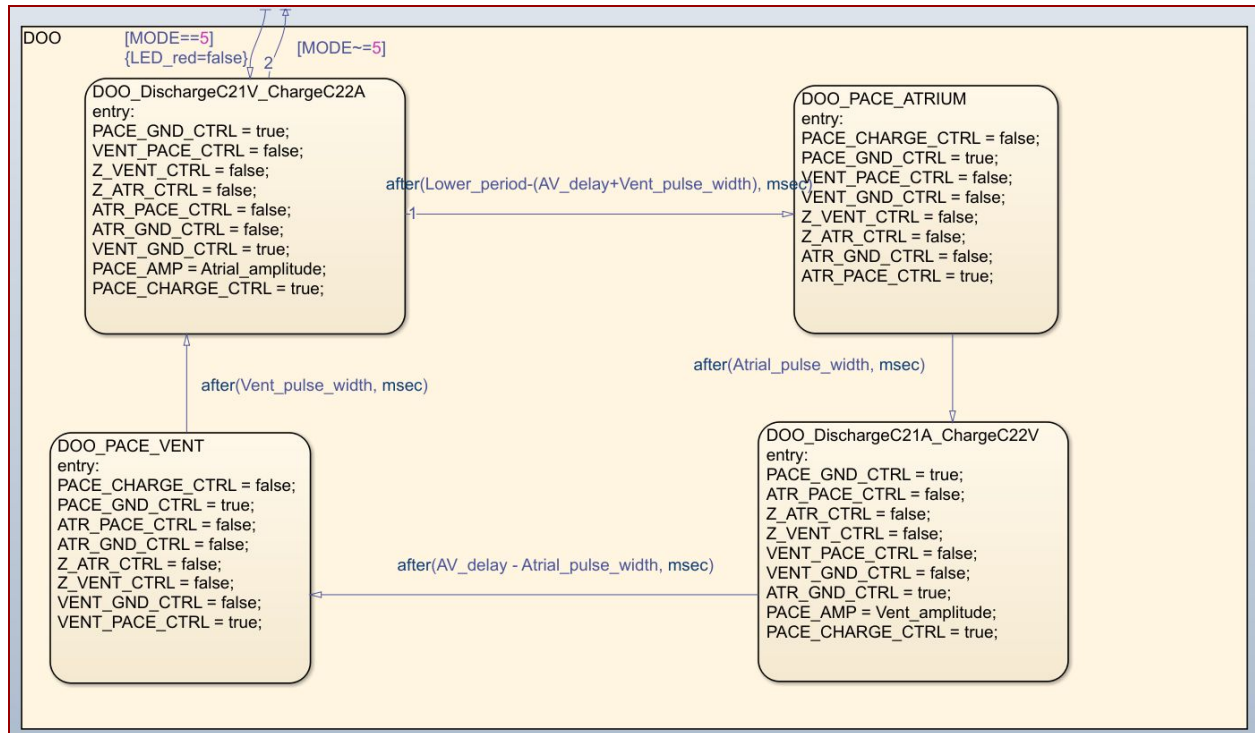 DOO
[MODE==5]
{LED_red=false}
2
[MODE~=5]
DOO_DischargeC21V_ChargeC22A
entry:
PACE_GND_CTRL = true;
VENT_PACE_CTRL = false;
Z_VENT_CTRL = false;
Z_ATR_CTRL = false;
ATR_PACE_CTRL = false;
ATR_GND_CTRL = false;
VENT_GND_CTRL = true;
PACE_AMP = Atrial_amplitude;
PACE_CHARGE_CTRL = true;
after(Lower_period-(AV_delay+Vent_pulse_width), msec)
1
DOO_PACE_ATRIUM
entry:
PACE_CHARGE_CTRL = false;
PACE_GND_CTRL = true;
VENT_PACE_CTRL = false;
VENT_GND_CTRL = false;
Z_VENT_CTRL = false;
Z_ATR_CTRL = false;
ATR_GND_CTRL = false;
ATR_PACE_CTRL = true;
after(Atrial_pulse_width, msec)
after(Vent_pulse_width, msec)
DOO_PACE_VENT
entry:
PACE_CHARGE_CTRL = false;
PACE_GND_CTRL = true;
ATR_PACE_CTRL = false;
ATR_GND_CTRL = false;
Z_ATR_CTRL = false;
Z_VENT_CTRL = false;
VENT_GND_CTRL = false;
VENT_PACE_CTRL = true;
after(AV_delay - Atrial_pulse_width, msec)
DOO_DischargeC21A_ChargeC22V
entry:
PACE_GND_CTRL = true;
ATR_PACE_CTRL = false;
Z_ATR_CTRL = false;
Z_VENT_CTRL = false;
VENT_PACE_CTRL = false;
VENT_GND_CTRL = false;
ATR_GND_CTRL = true;
PACE_AMP = Vent_amplitude;
PACE_CHARGE_CTRL = true;